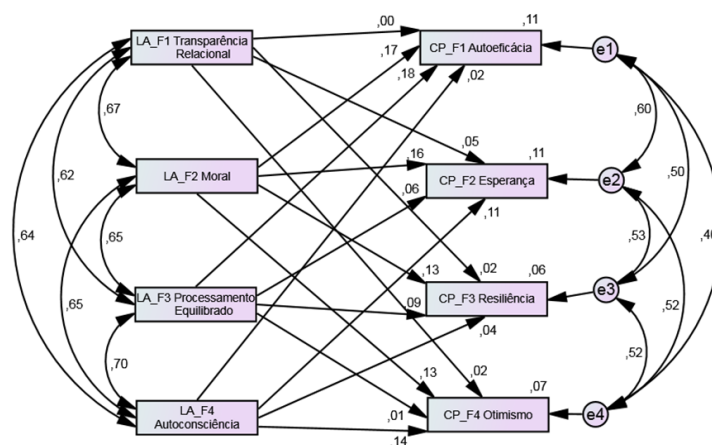 ,00
,11
LA_F1 Transparência
Relacional
CP_F1 Autoeficácia
e1
,17
,18
,02
,67
,60
,05
,11
,62
,50
LA_F2 Moral
,16
CP_F2 Esperança
e2
,06
,11
,64
,65
,53
,40
,13
,02
,06
LA_F3 Processamento
Equilibrado
,09
CP_F3 Resiliência
e3
,65
,04
,52
,70
,52
,13
,02
,07
LA_F4
Autoconsciência
,01
CP_F4 Otimismo
e4
,14